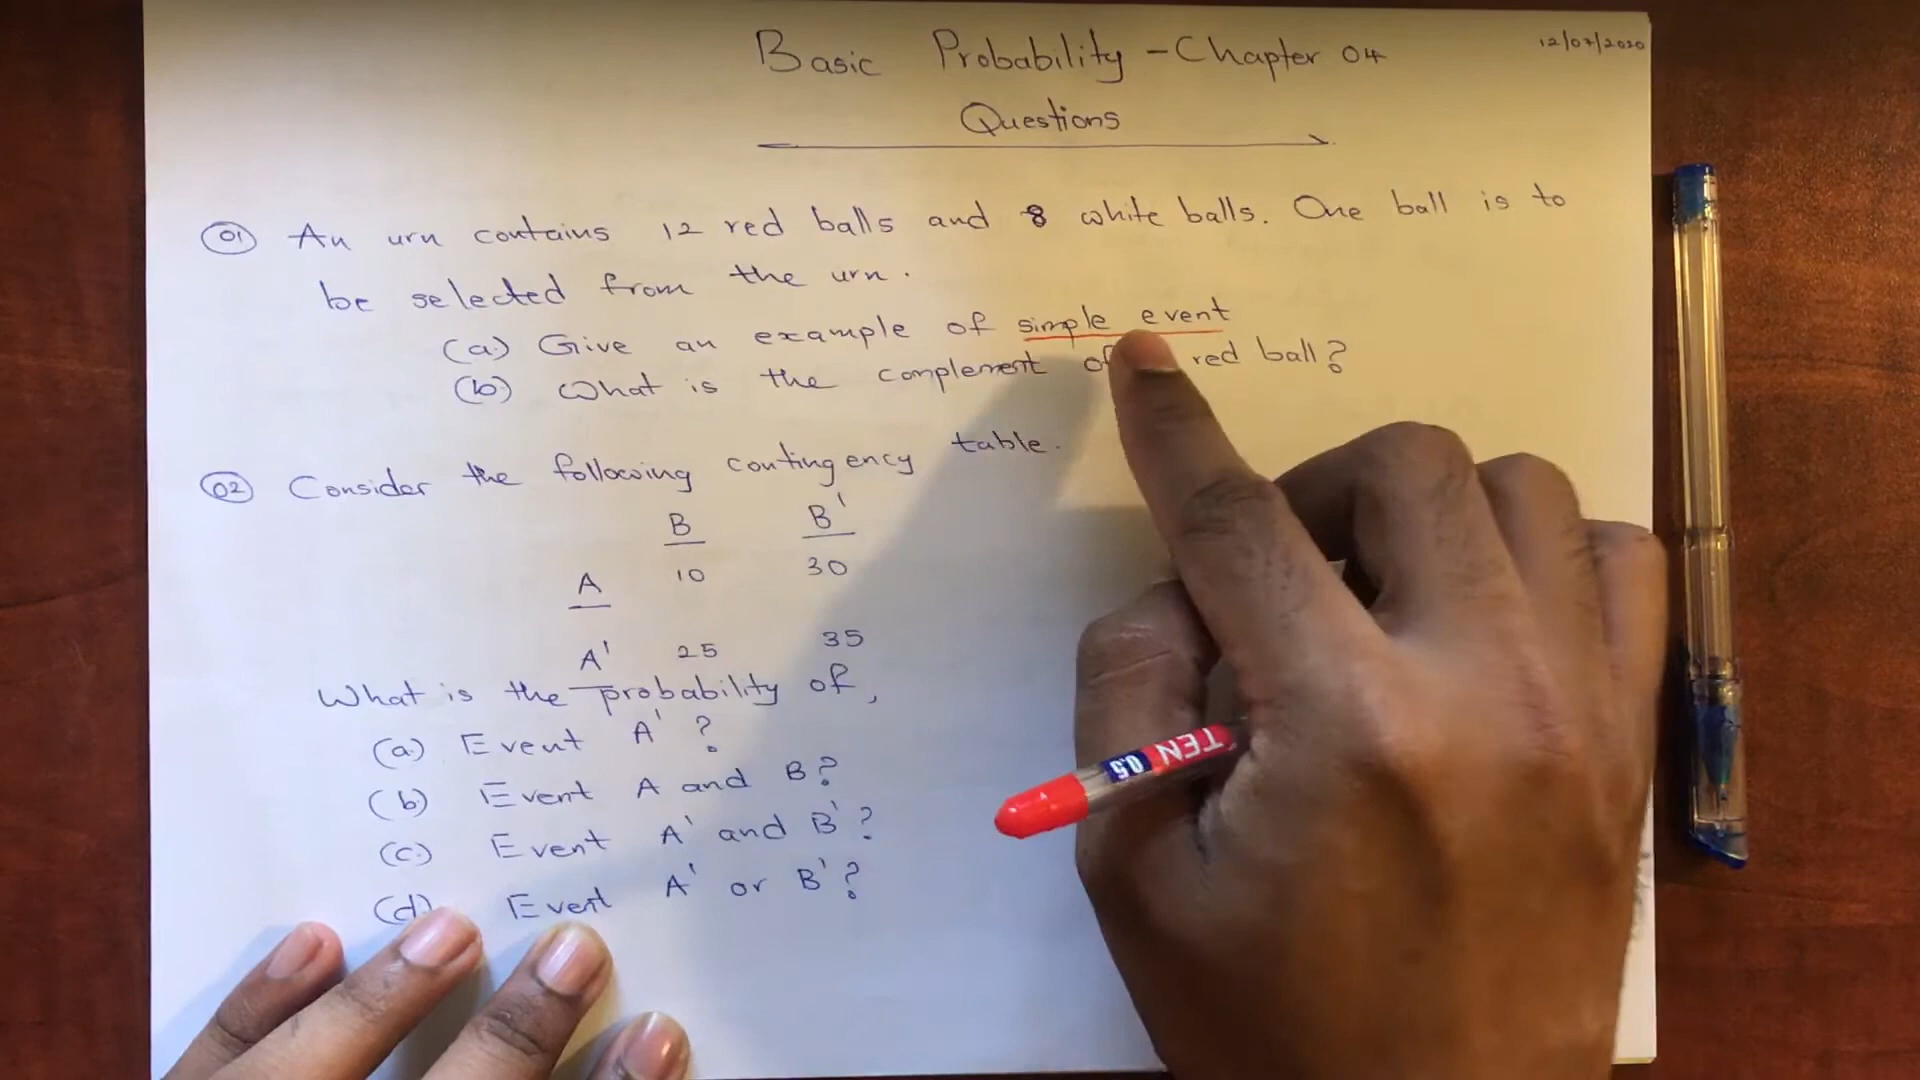 Basic Probability - Chapter 04
12/07/2020
Questions
01 An urn contains 12 red balls and 8 white balls. One ball is to
be selected from the urn.
(a) Give an example of simple event
(b) What is the complement of red ball?
02 Consider the following contingency table.
B B'
A 10 30
A' 25 35
What is the probability of,
(a) Event A' ?
(b) Event A and B?
(c) Event A' and B'?
(d) Event A' or B'?
TEN 0.5